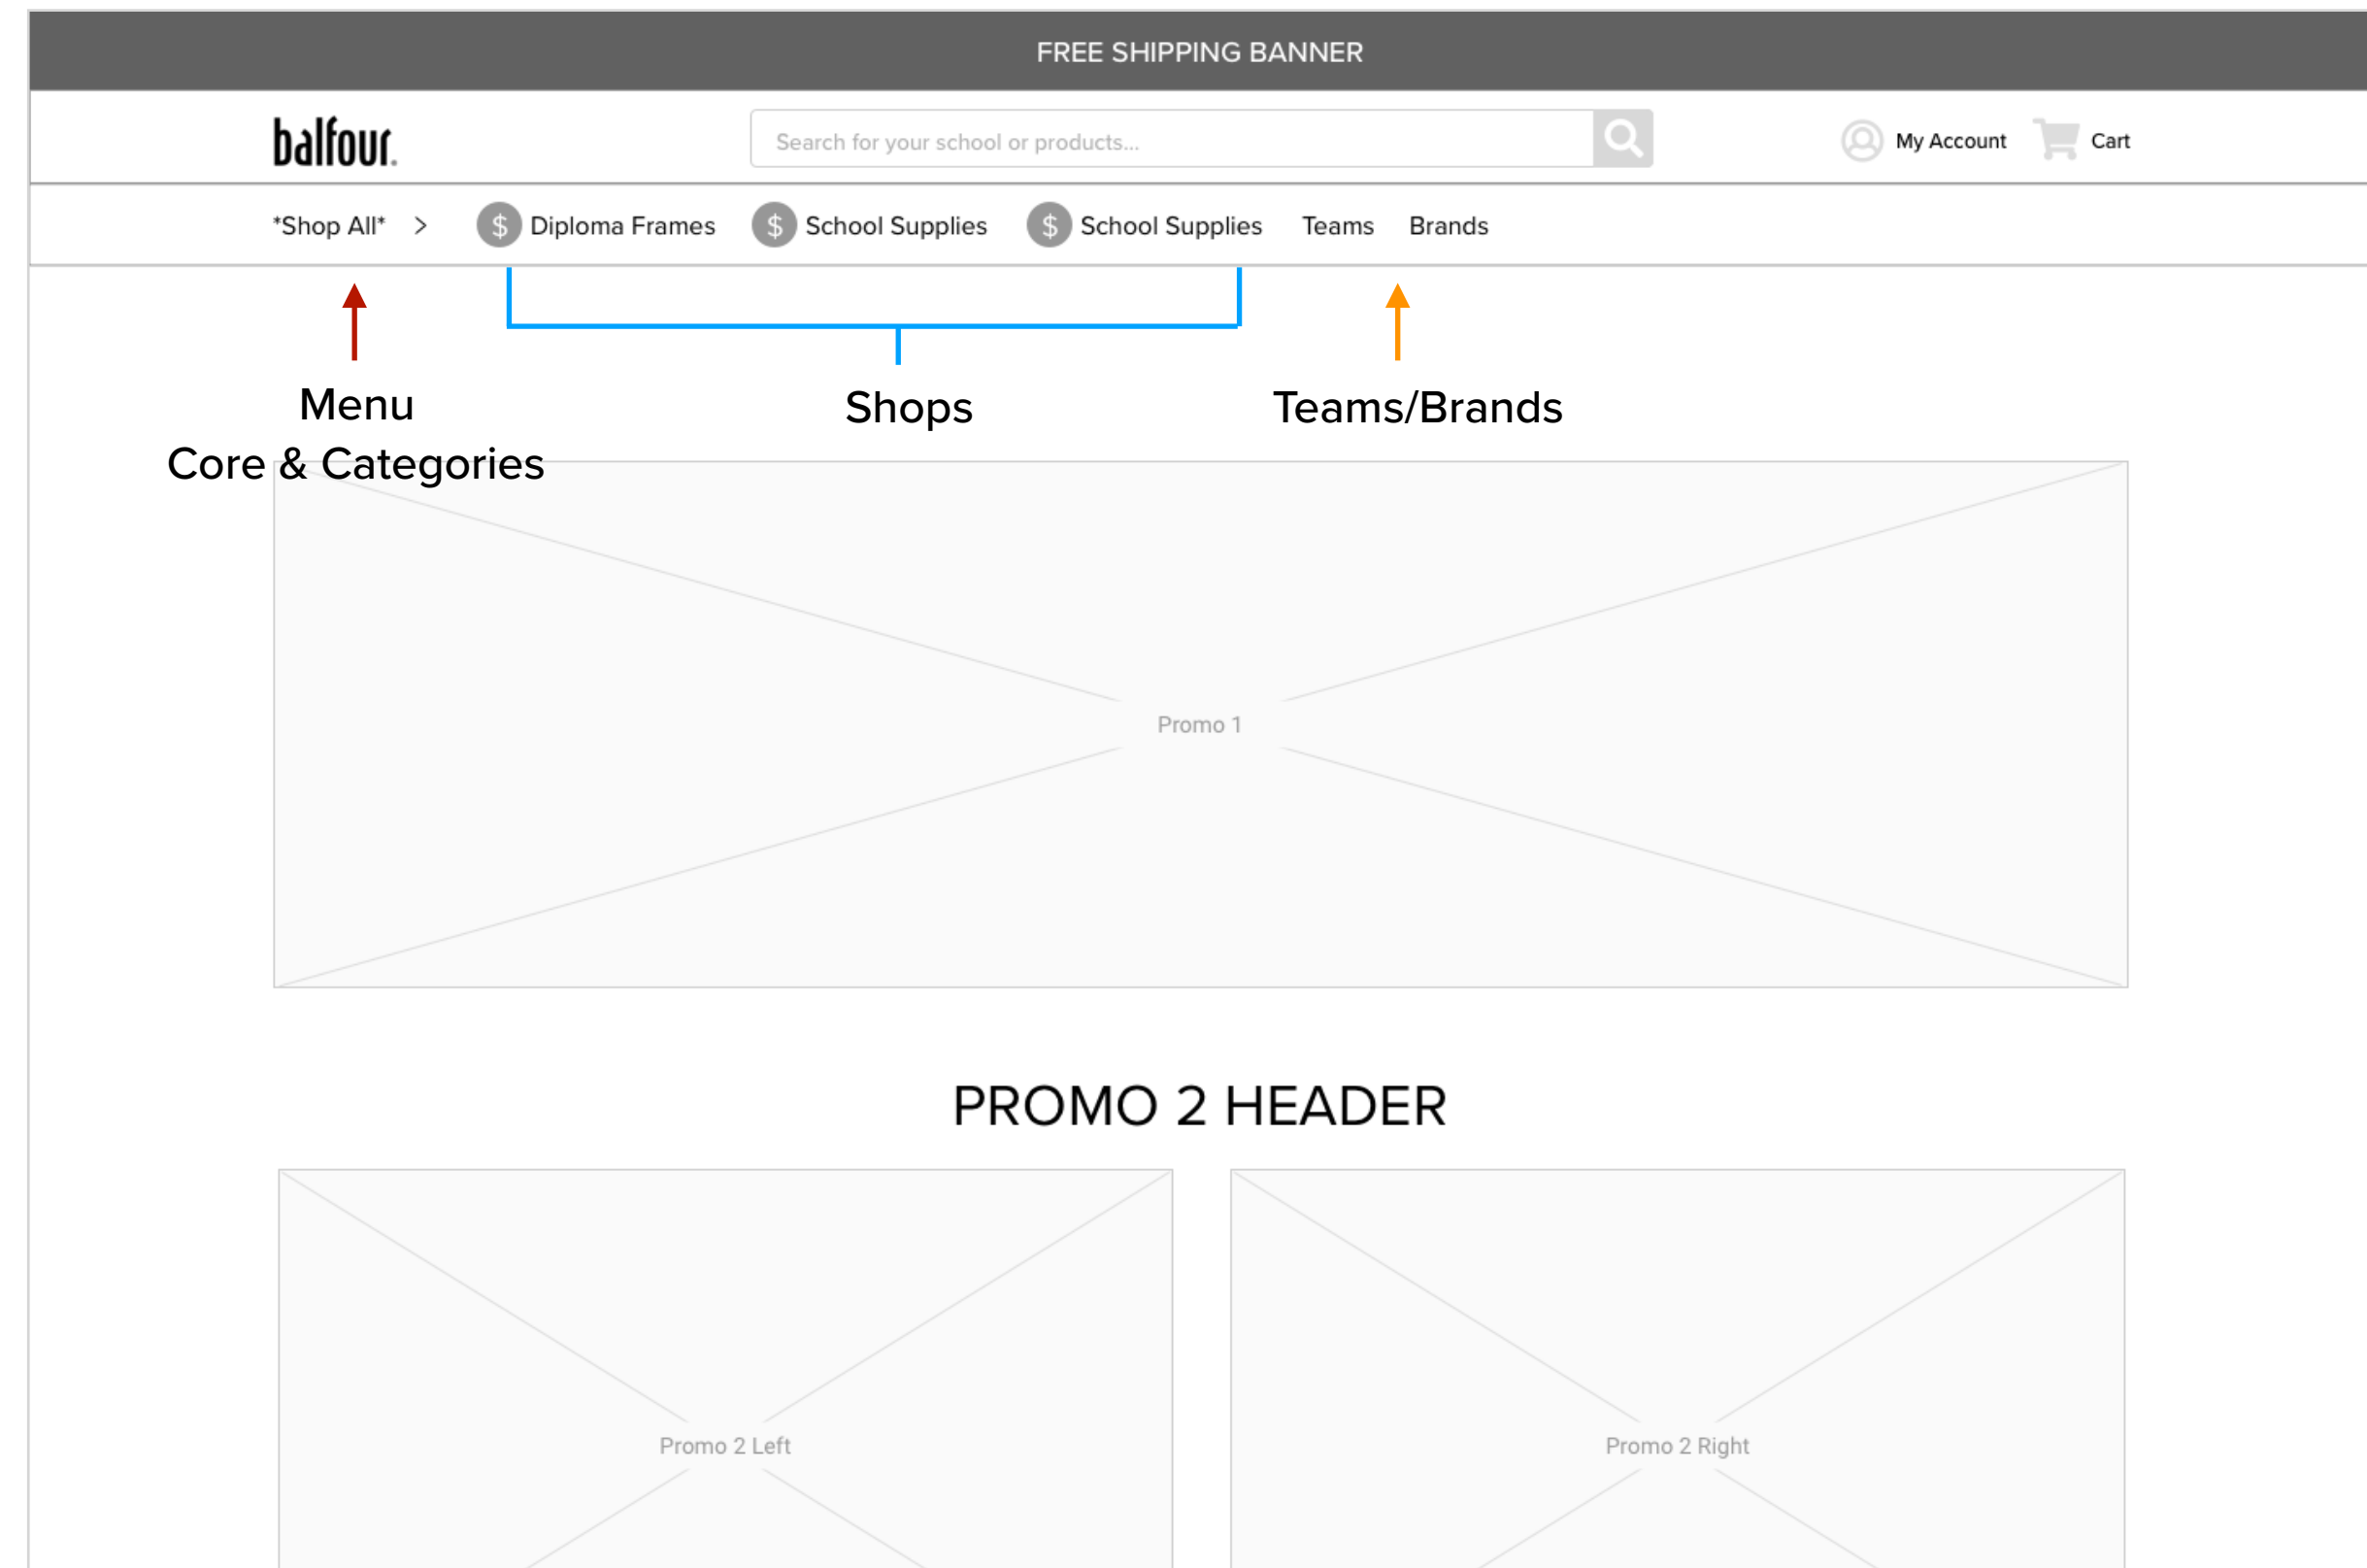 FREE SHIPPING BANNER
balfour.
Search for your school or products...
My Account
Cart
*Shop All* >
$ Diploma Frames
$ School Supplies
$ School Supplies
Teams
Brands
Menu
Core & Categories
Shops
Teams/Brands
Promo 1
PROMO 2 HEADER
Promo 2 Left
Promo 2 Right